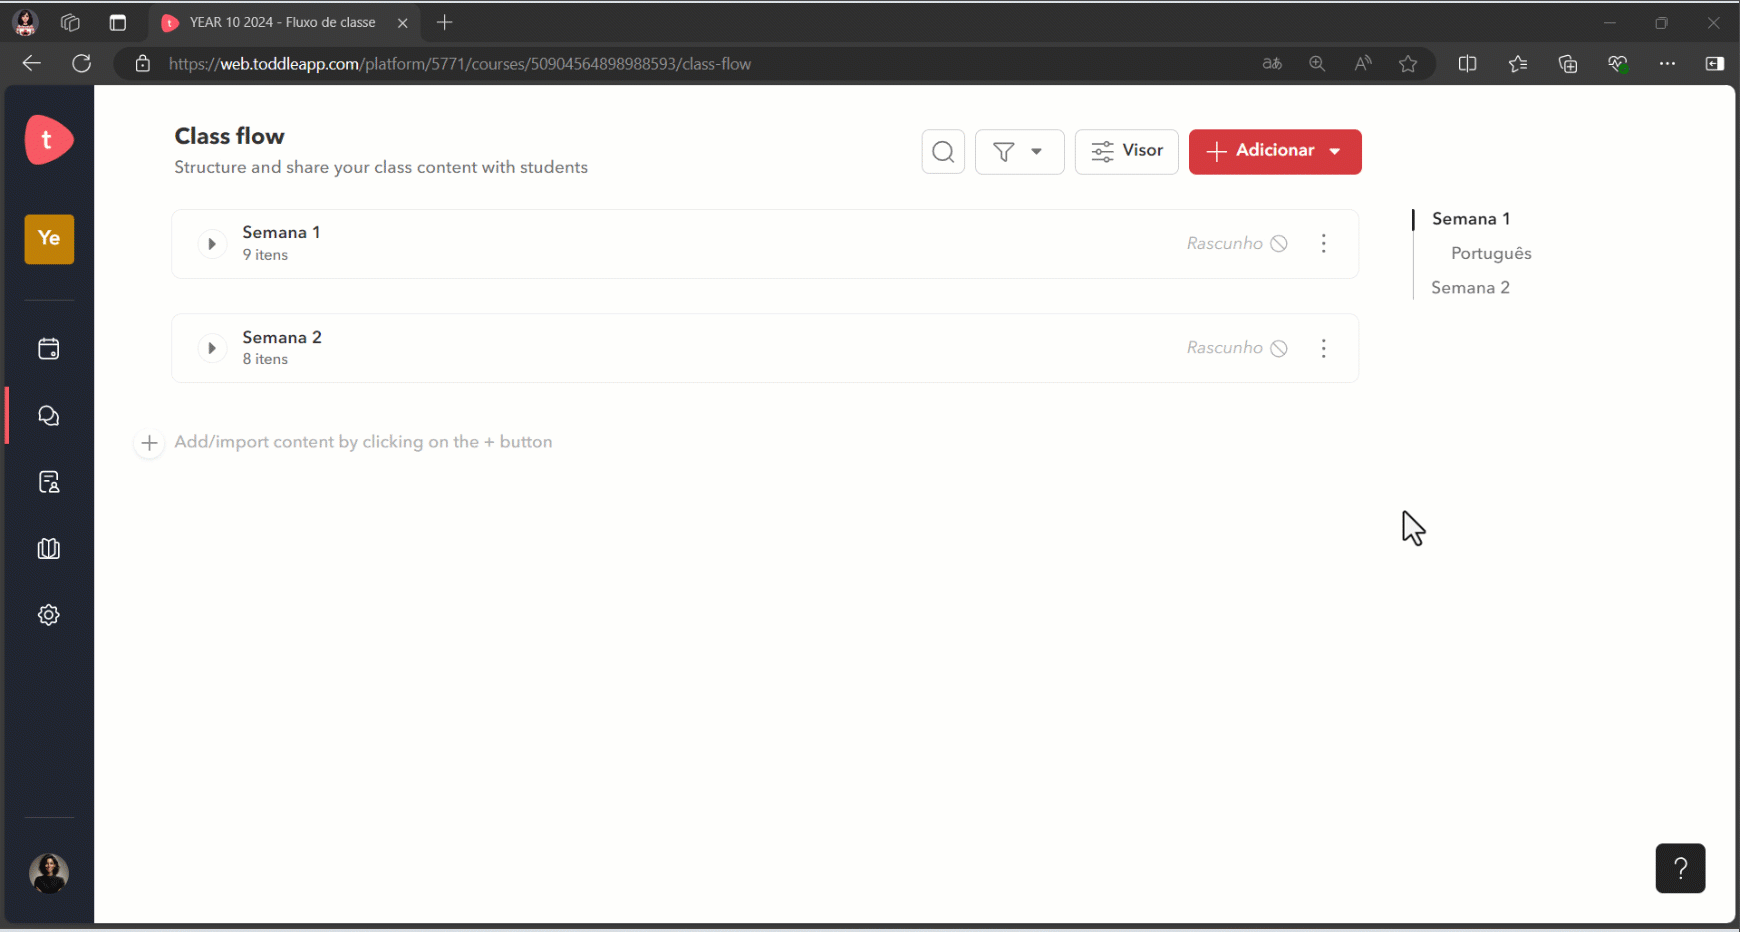 YEAR 10 2024 - Fluxo de classe
https://web.toddleapp.com/platform/5771/courses/50904564898988593/class-flow
t
Ye
Class flow
Structure and share your class content with students
Visor
Adicionar
Semana 1
9 itens
Rascunho
Semana 2
8 itens
Rascunho
Add/import content by clicking on the + button
Semana 1
Português
Semana 2
?